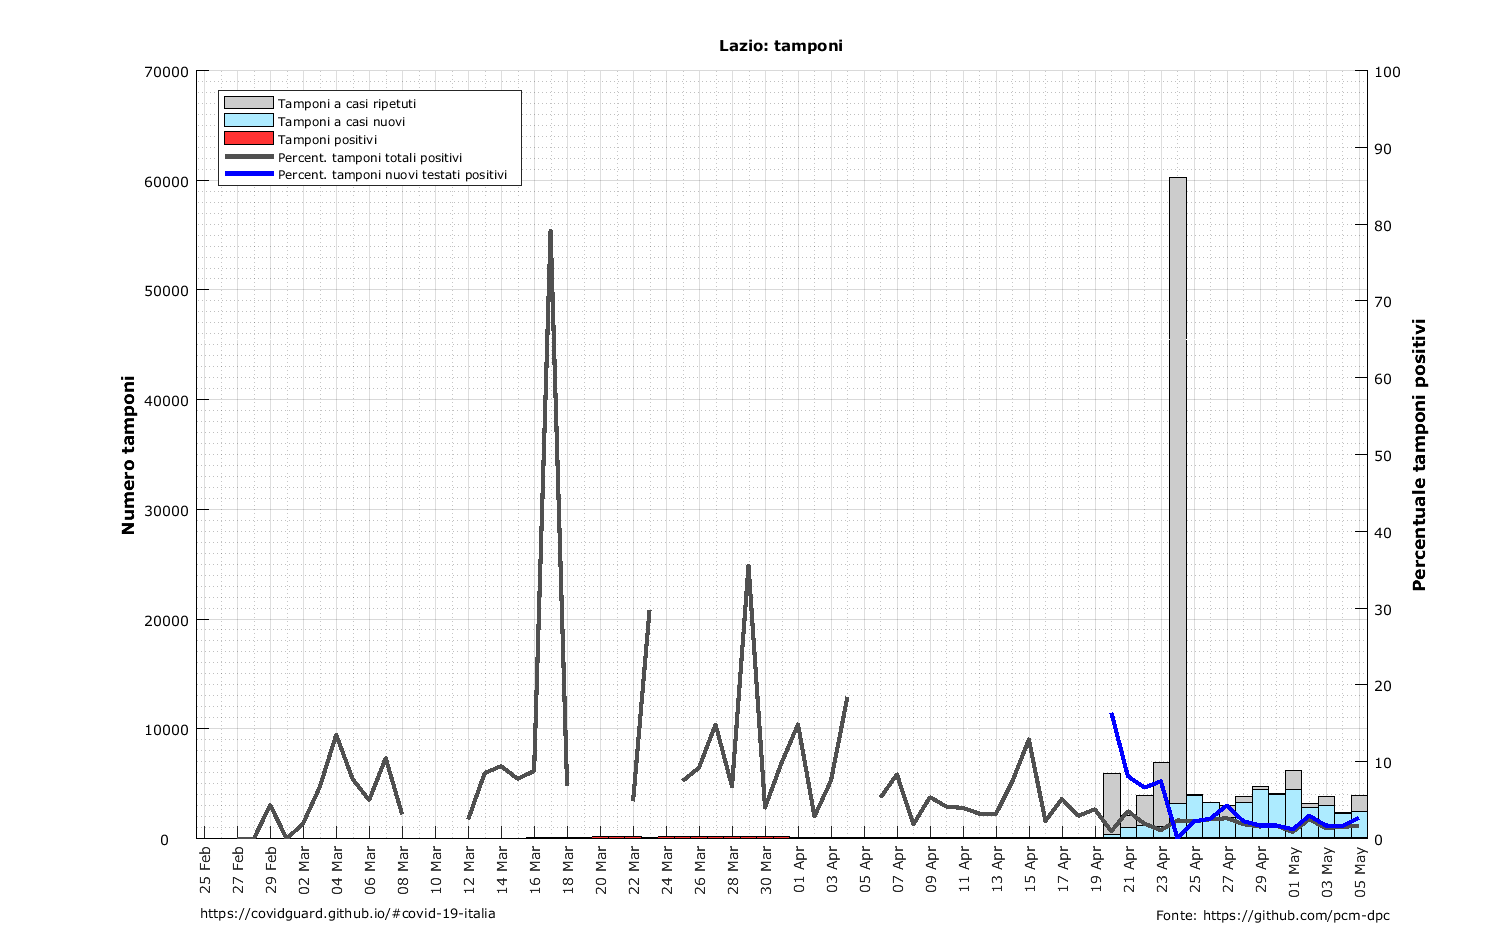 Lazio: tamponi
Tamponi a casi ripetuti
Tamponi a casi nuovi
Tamponi positivi
Percent. tamponi totali positivi
Percent. tamponi nuovi testati positivi
Numero tamponi
70000
60000
50000
40000
30000
20000
10000
0
Percentuale tamponi positivi
100
90
80
70
60
50
40
30
20
10
0
25 Feb
27 Feb
29 Feb
02 Mar
04 Mar
06 Mar
08 Mar
10 Mar
12 Mar
14 Mar
16 Mar
18 Mar
20 Mar
22 Mar
24 Mar
26 Mar
28 Mar
30 Mar
01 Apr
03 Apr
05 Apr
07 Apr
09 Apr
11 Apr
13 Apr
15 Apr
17 Apr
19 Apr
21 Apr
23 Apr
25 Apr
27 Apr
29 Apr
01 May
03 May
05 May
https://covidguard.github.io/#covid-19-italia
Fonte: https://github.com/pcm-dpc